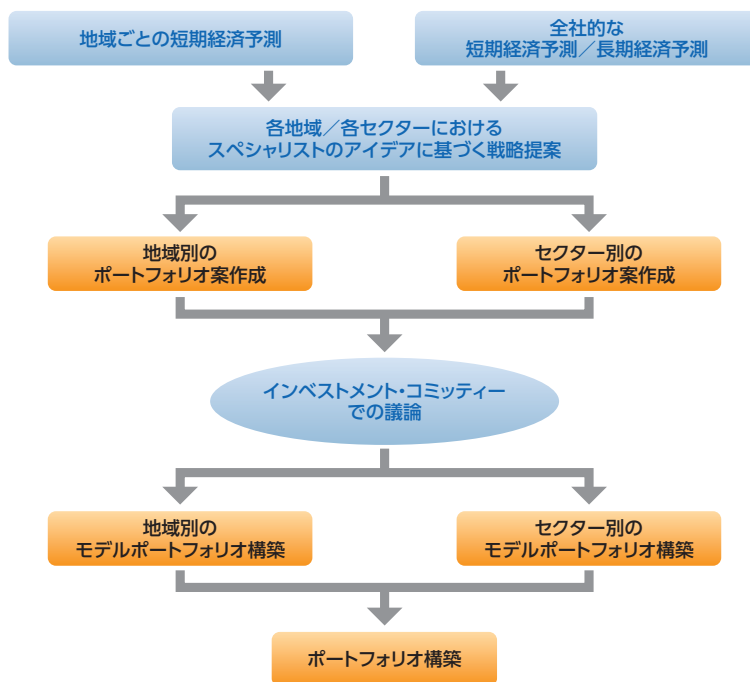 地域ごとの短期経済予測
全社的な
短期経済予測／長期経済予測
各地域／各セクターにおける
スペシャリストのアイデアに基づく戦略提案
地域別の
ポートフォリオ案作成
セクター別の
ポートフォリオ案作成
インベストメント・コミッティー
での議論
地域別の
モデルポートフォリオ構築
セクター別の
モデルポートフォリオ構築
ポートフォリオ構築